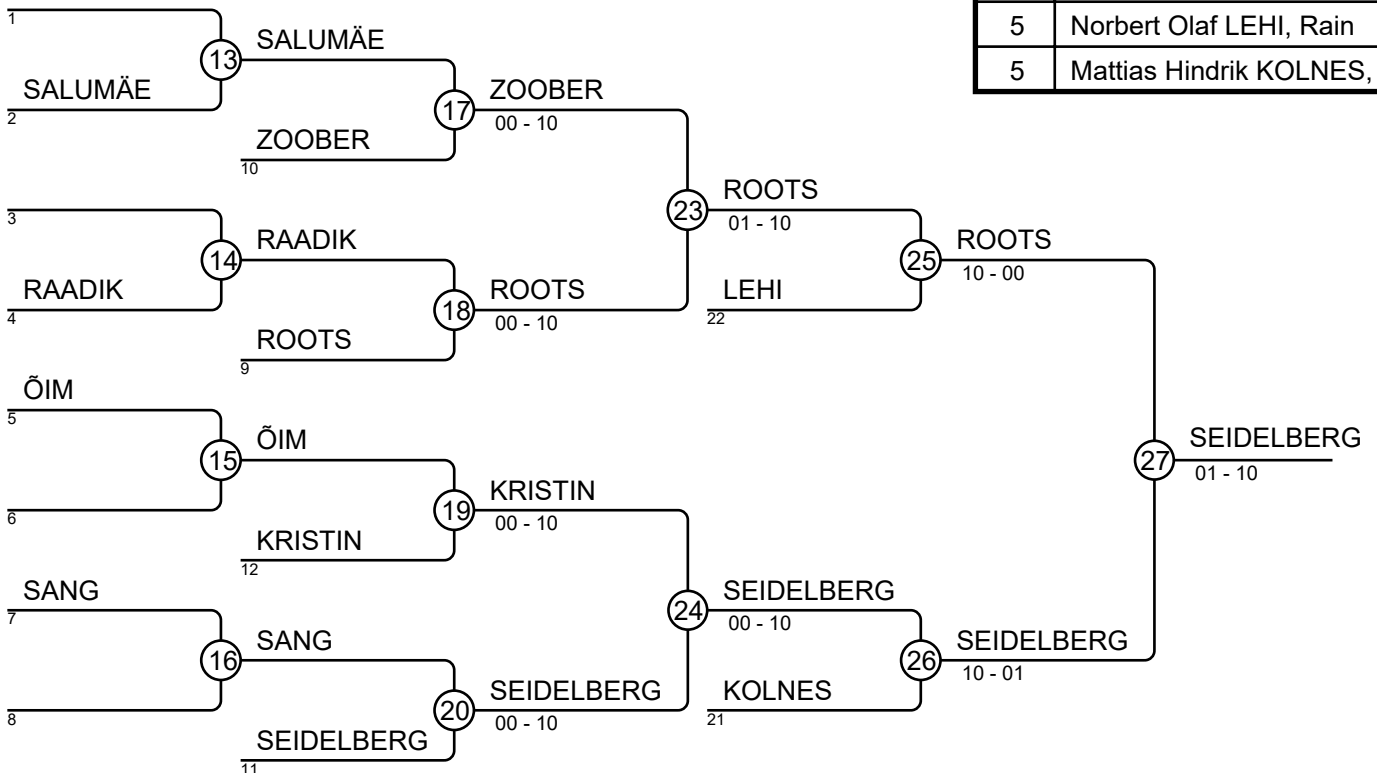 1
5 Norbert Olaf LEHI, Rain
5 Mattias Hindrik KOLNES,
13 SALUMÄE
SALUMÄE
2
17 ZOOBER
00 - 10
ZOOBER
10
3
23 ROOTS
01 - 10
14 RAADIK
RAADIK
4
18 ROOTS
00 - 10
25 ROOTS
10 - 00
LEHI
22
ROOTS
9
ÕIM
5
15 ÕIM
27 SEIDELBERG
01 - 10
6
19 KRISTIN
00 - 10
KRISTIN
12
SANG
7
24 SEIDELBERG
00 - 10
16 SANG
26 SEIDELBERG
10 - 01
8
20 SEIDELBERG
00 - 10
KOLNES
21
SEIDELBERG
11